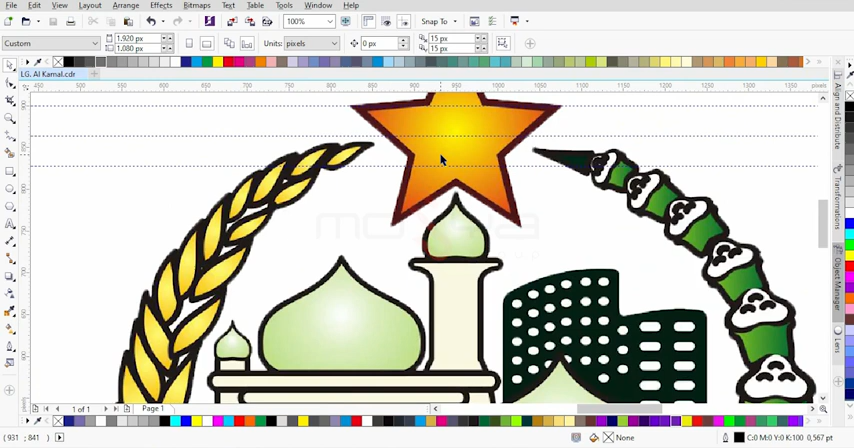 File Edit View Layout Arrange Effects Bitmaps Text Table Tools Window Help
100% Snap To
Custom 1.920 px 1.080 px Units: pixels 0 px 15 px 15 px
LG. Al Kamal.cdr
pixels
Align and Distribute
Transformations
Object Manager
Lens
1 of 1 Page 1
( 931 ; 841 ) None C:0 M:0 Y:0 K:100 0,567 pt